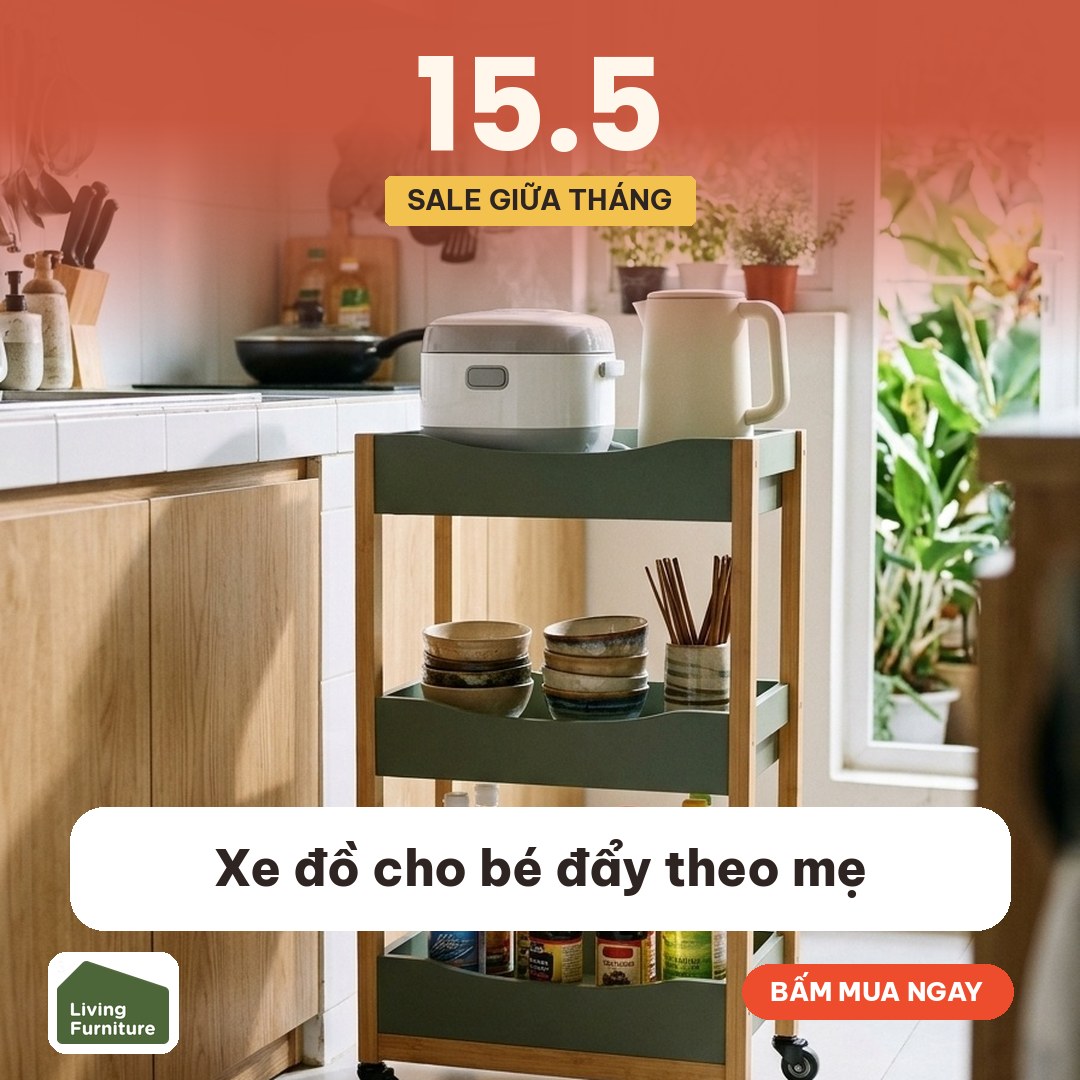 15.5
SALE GIỮA THÁNG
Xe đồ cho bé đẩy theo mẹ
Living
Furniture
BẤM MUA NGAY